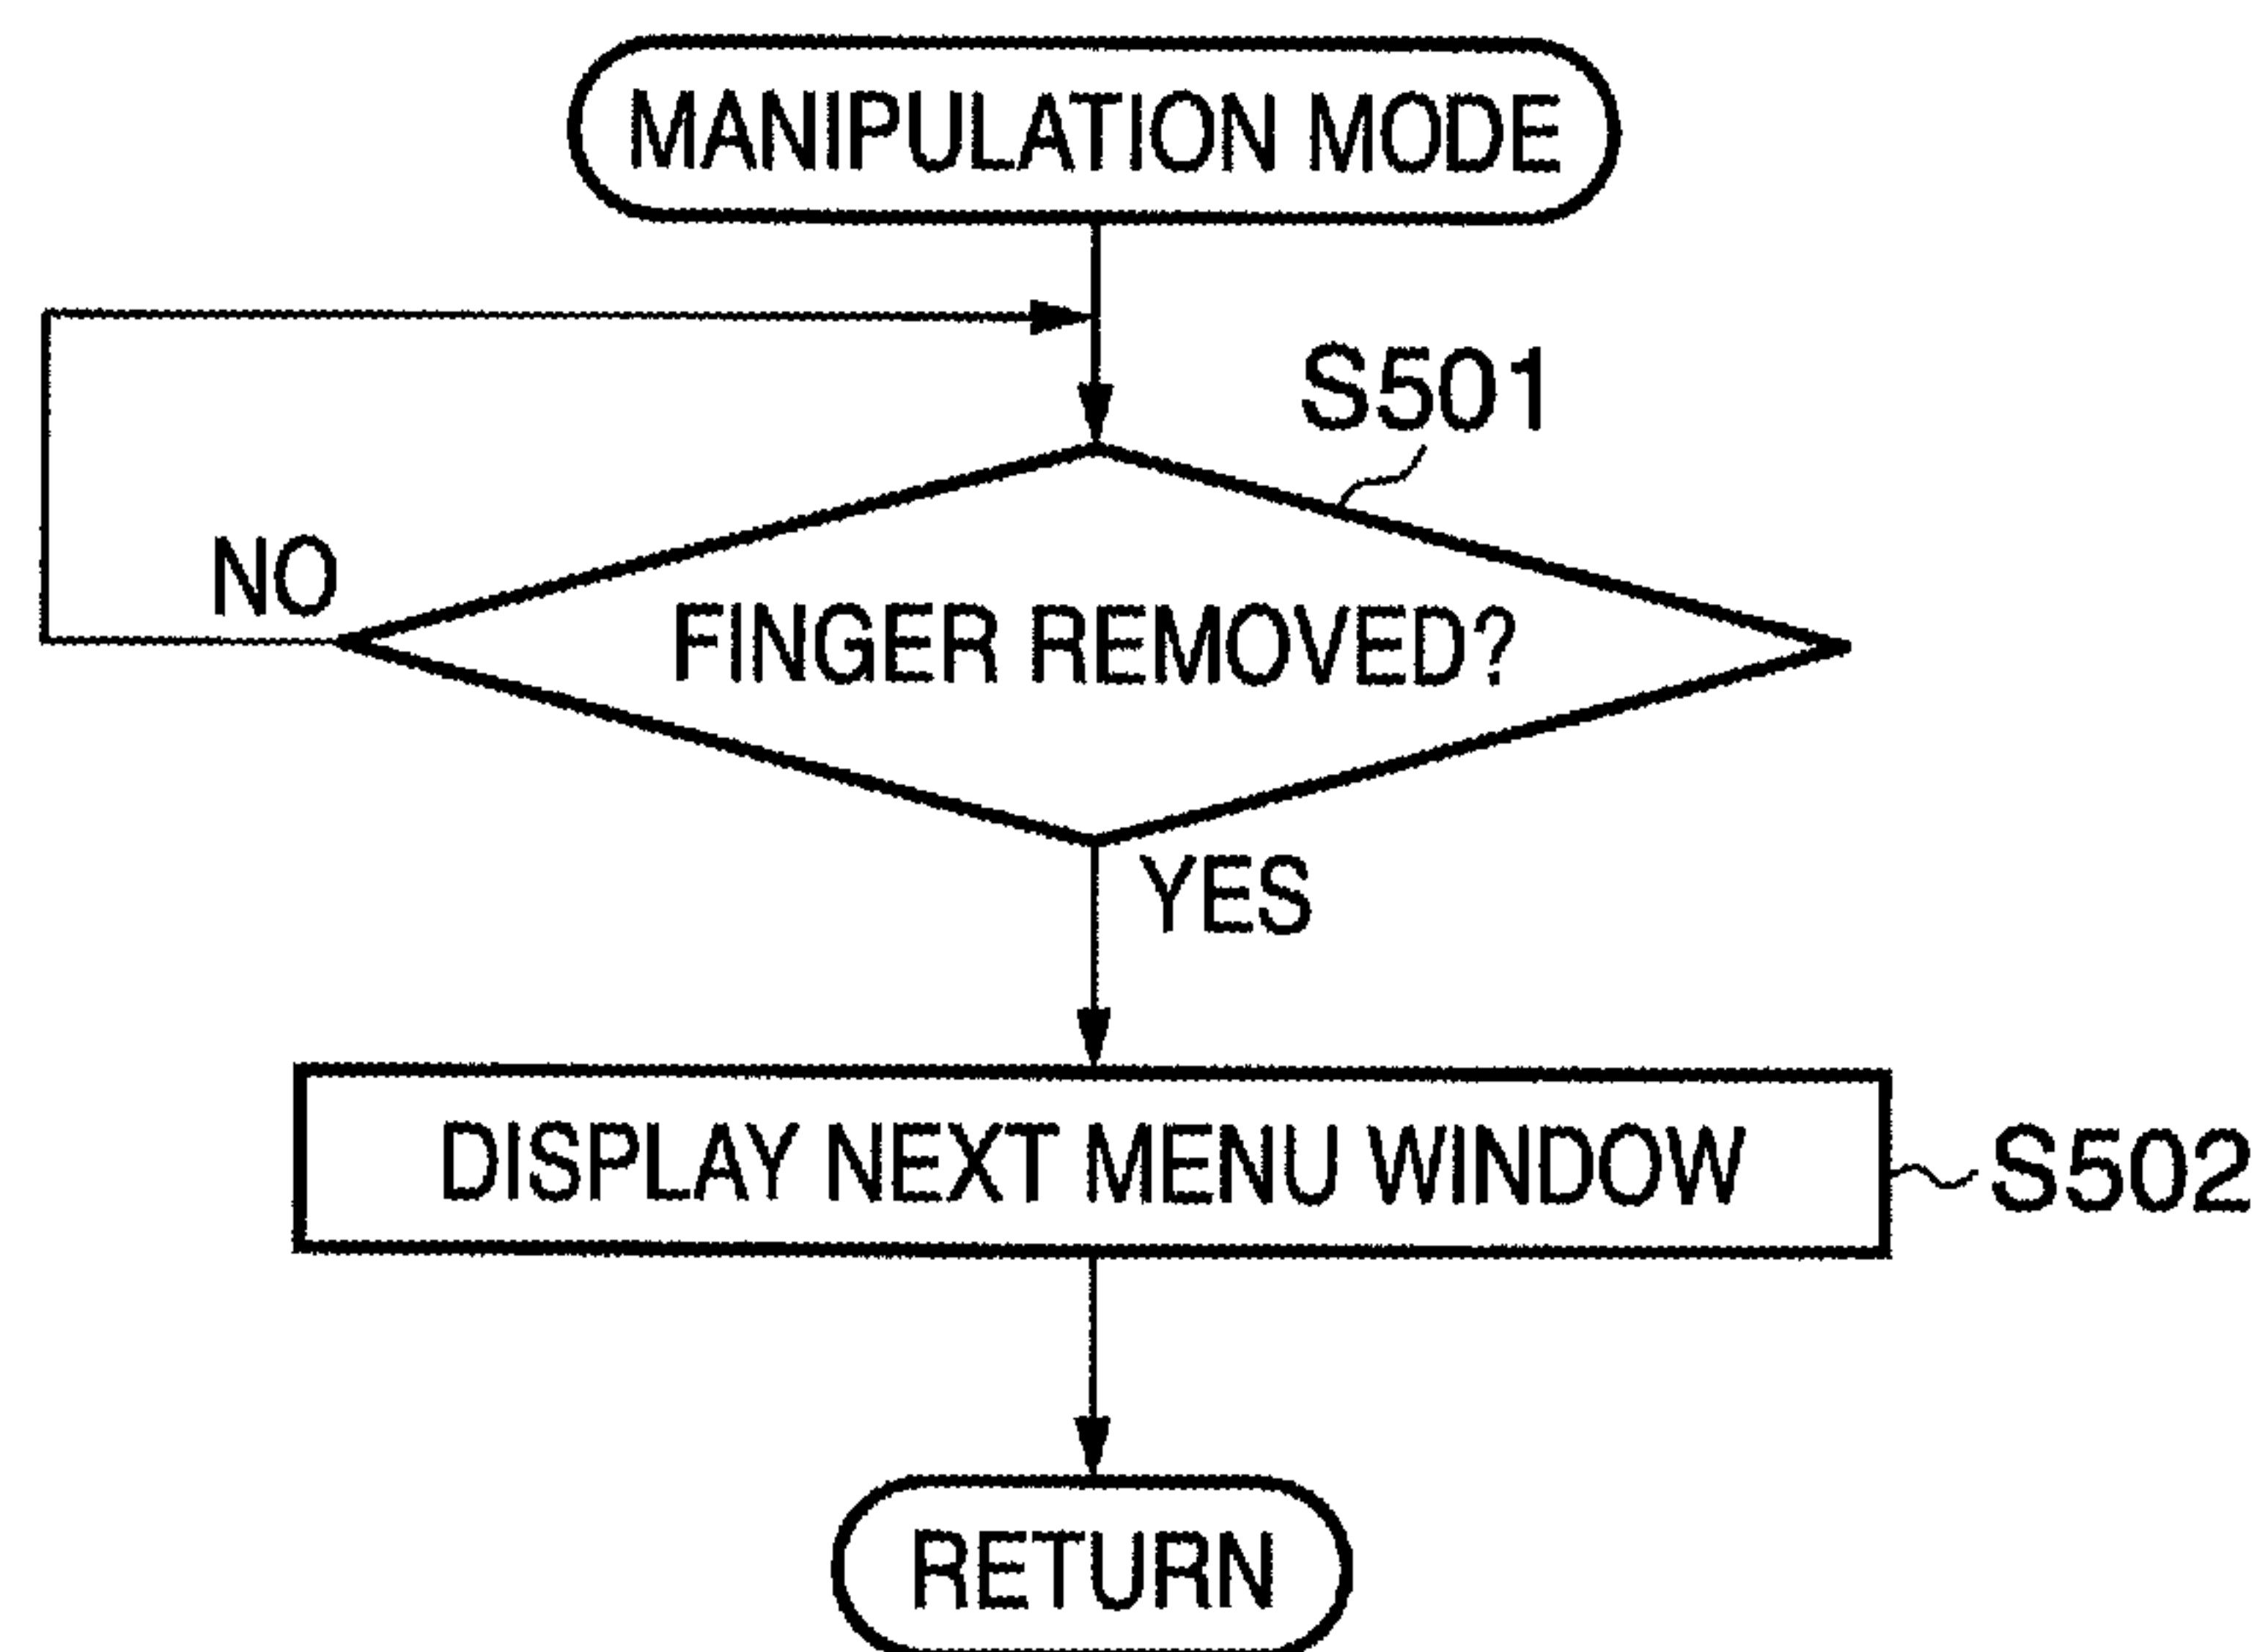 MANIPULATION MODE
S501
NO
FINGER REMOVED?
YES
DISPLAY NEXT MENU WINDOW
S502
RETURN